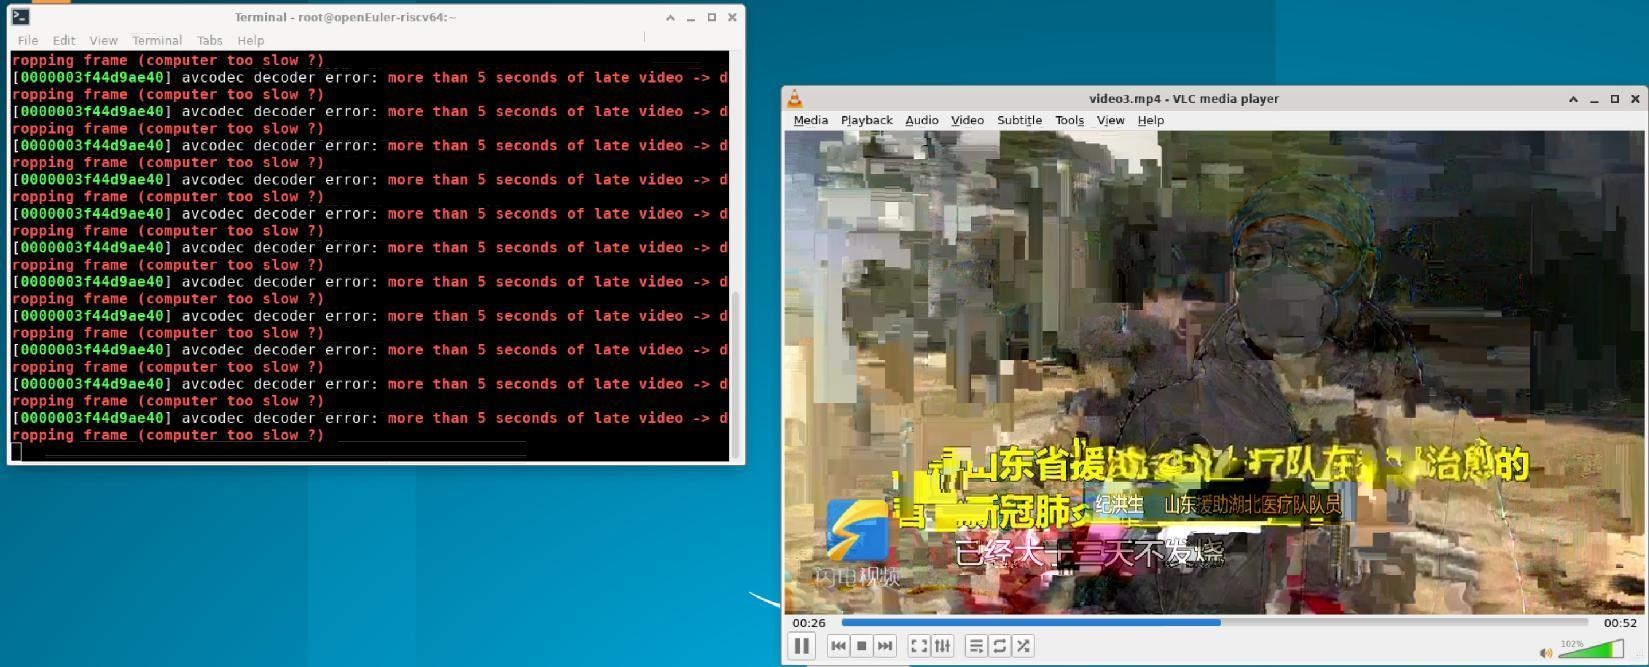 Terminal - root@openEuler-riscv64:~
File Edit View Terminal Tabs Help
ropping frame (computer too slow ?)
[0000003f44d9ae40] avcodec decoder error: more than 5 seconds of late video -> d
ropping frame (computer too slow ?)
[0000003f44d9ae40] avcodec decoder error: more than 5 seconds of late video -> d
ropping frame (computer too slow ?)
[0000003f44d9ae40] avcodec decoder error: more than 5 seconds of late video -> d
ropping frame (computer too slow ?)
[0000003f44d9ae40] avcodec decoder error: more than 5 seconds of late video -> d
ropping frame (computer too slow ?)
[0000003f44d9ae40] avcodec decoder error: more than 5 seconds of late video -> d
ropping frame (computer too slow ?)
[0000003f44d9ae40] avcodec decoder error: more than 5 seconds of late video -> d
ropping frame (computer too slow ?)
[0000003f44d9ae40] avcodec decoder error: more than 5 seconds of late video -> d
ropping frame (computer too slow ?)
[0000003f44d9ae40] avcodec decoder error: more than 5 seconds of late video -> d
ropping frame (computer too slow ?)
[0000003f44d9ae40] avcodec decoder error: more than 5 seconds of late video -> d
ropping frame (computer too slow ?)
[0000003f44d9ae40] avcodec decoder error: more than 5 seconds of late video -> d
ropping frame (computer too slow ?)
[0000003f44d9ae40] avcodec decoder error: more than 5 seconds of late video -> d
ropping frame (computer too slow ?)
video3.mp4 - VLC media player
Media Playback Audio Video Subtitle Tools View Help
山东省援 疗队在 治愈的
新冠肺
纪洪生 山东援助湖北医疗队队员
已经大十三天不发烧
闪电视频
00:26 00:52
102%